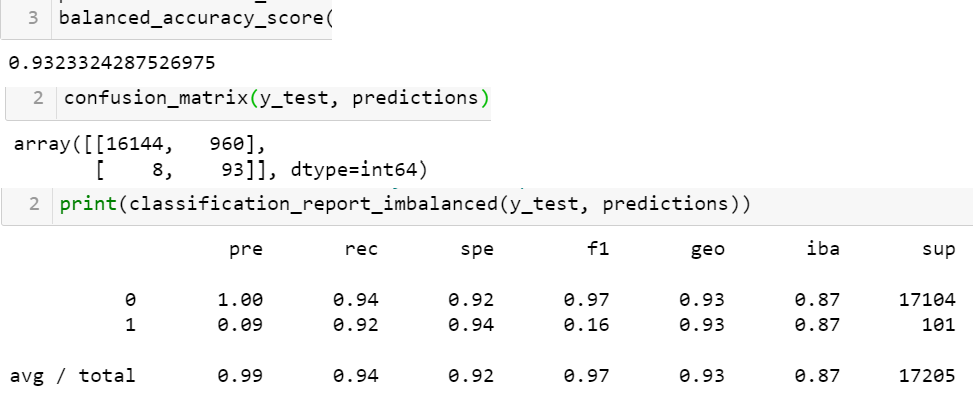 3 balanced_accuracy_score(
0.9323324287526975
2 confusion_matrix(y_test, predictions)
array([[16144, 960],
[ 8, 93]], dtype=int64)
2 print(classification_report_imbalanced(y_test, predictions))
pre rec spe f1 geo iba sup
0 1.00 0.94 0.92 0.97 0.93 0.87 17104
1 0.09 0.92 0.94 0.16 0.93 0.87 101
avg / total 0.99 0.94 0.92 0.97 0.93 0.87 17205